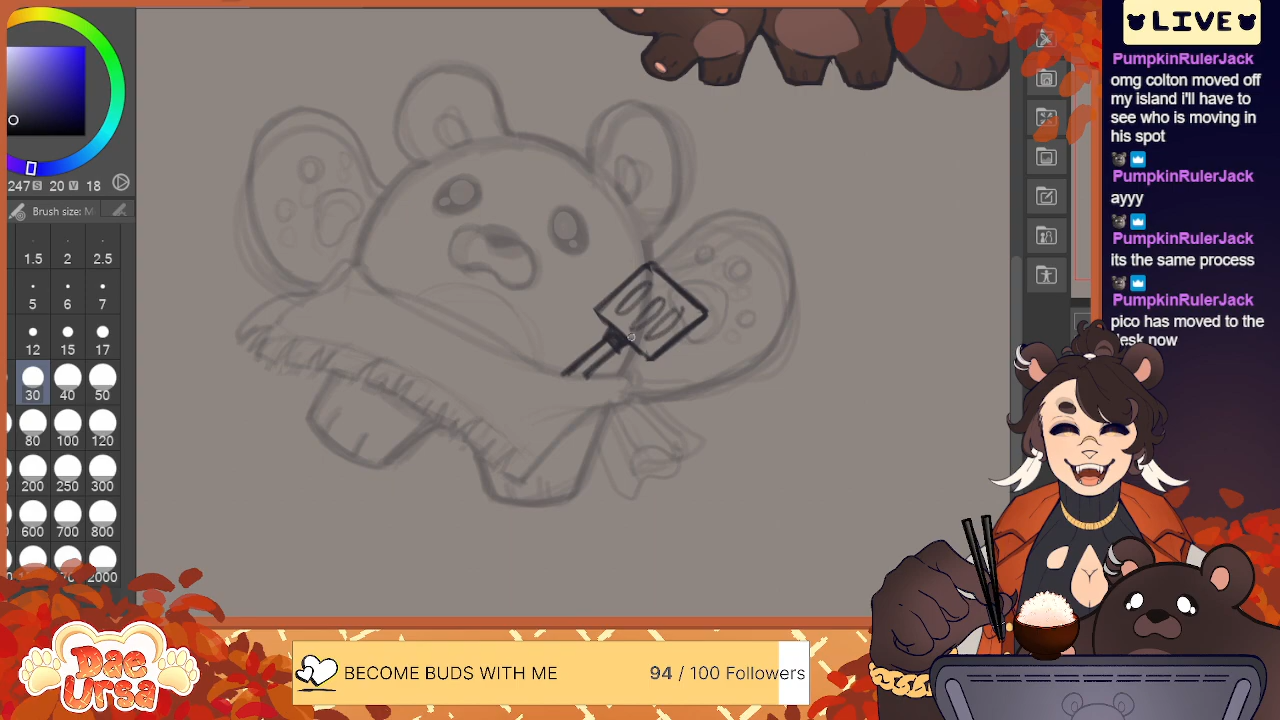 LIVE
PumpkinRulerJack
omg colton moved off
my island i'll have to
see who is moving in
his spot
PumpkinRulerJack
ayyy
PumpkinRulerJack
its the same process
PumpkinRulerJack
pico has moved to the
desk now
247 S 20 V 18
Brush size: M
1.5 2 2.5
5 6 7
12 15 17
30 40 50
80 100 120
200 250 300
600 700 800
2000
Dae
Ursa
BECOME BUDS WITH ME 94 / 100 Followers